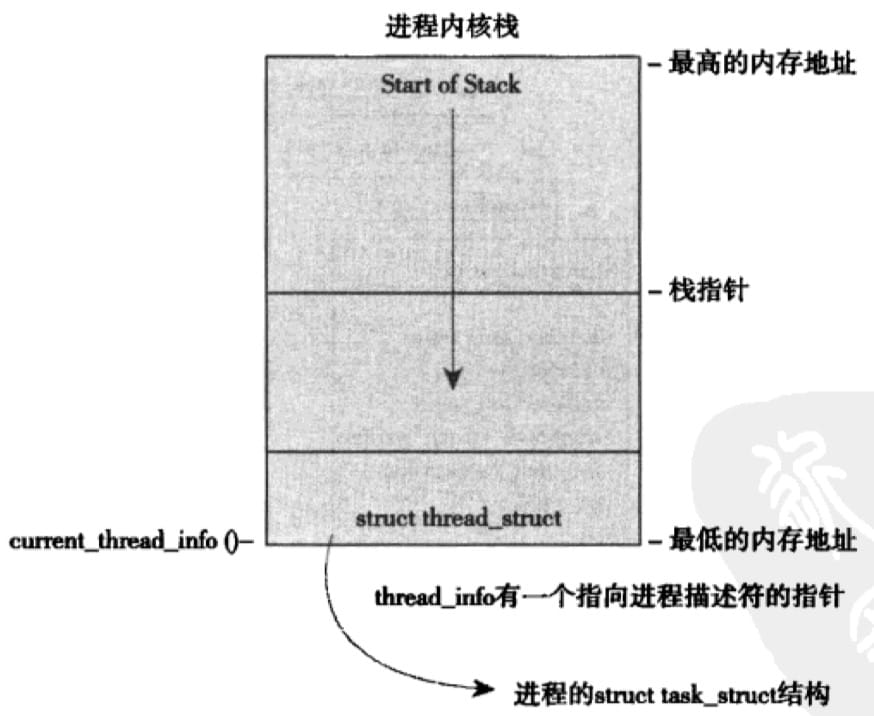 进程内核栈
最高的内存地址
Start of Stack
栈指针
struct thread_struct
current_thread_info ()
最低的内存地址
thread_info有一个指向进程描述符的指针
进程的struct task_struct结构